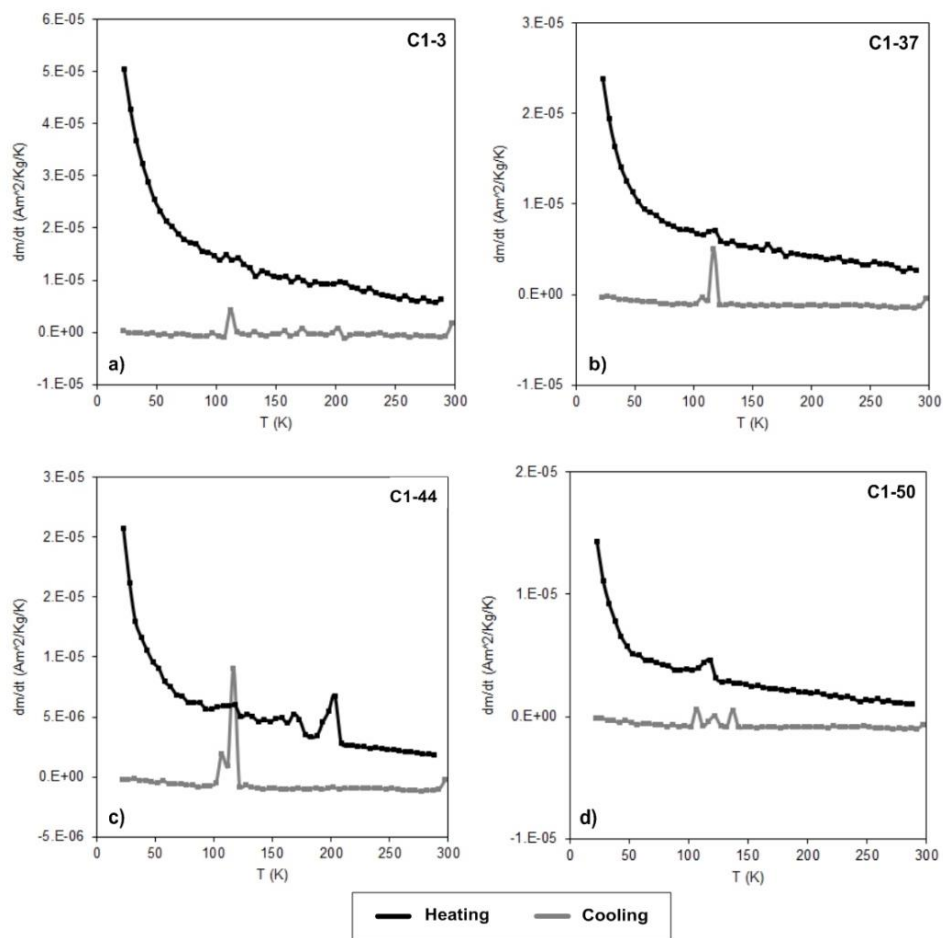 C1-3
6.E-05
5.E-05
4.E-05
3.E-05
2.E-05
1.E-05
0.E+00
-1.E-05
dm/dt (Am^2/Kg/K)
0 50 100 150 200 250 300
T (K)
a)
C1-37
3.E-05
2.E-05
1.E-05
0.E+00
-1.E-05
dm/dt (Am^2/Kg/K)
0 50 100 150 200 250 300
T (K)
b)
C1-44
3.E-05
2.E-05
2.E-05
1.E-05
5.E-06
0.E+00
-5.E-06
dm/dt (Am^2/Kg/K)
0 50 100 150 200 250 300
T (K)
c)
C1-50
2.E-05
1.E-05
0.E+00
-1.E-05
dm/dt (Am^2/Kg/K)
0 50 100 150 200 250 300
T (K)
d)
Heating Cooling